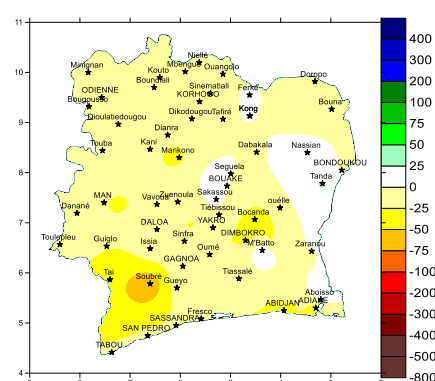 11
400
Nielle
Mbengue
Ouangolo
300
Minignan
Kouto
10
200
Doropo
Boundiali
Sinematiali
ODIENNE
KORHOGO
Ferke
100
Bougousso
Bouna
Kong
75
9
Dioulatiedougou
Dikodougou
Tafiré
Dianra
50
Touba
Kani
Mankono
Dabakala
Nassian
25
BONDOUKOU
8
Seguela
BOUAKE
Tanda
0
MAN
Vavoua
Zuenoula
Sakassou
-25
Danané
Tiébissou
Bocanda
ouélle
7
DALOA
YAKRO
-50
Toulepleu
Guiglo
Issia
Sinfra
DIMBOKRO
M'Batto
Zaranou
Oumé
-75
GAGNOA
6
Tai
Soubré
Gueyo
Tiassalé
-100
Aboisso
-200
Fresco
ABIDJAN
ADIAKE
SASSANDRA
5
SAN PEDRO
-300
TABOU
-500
4
-800